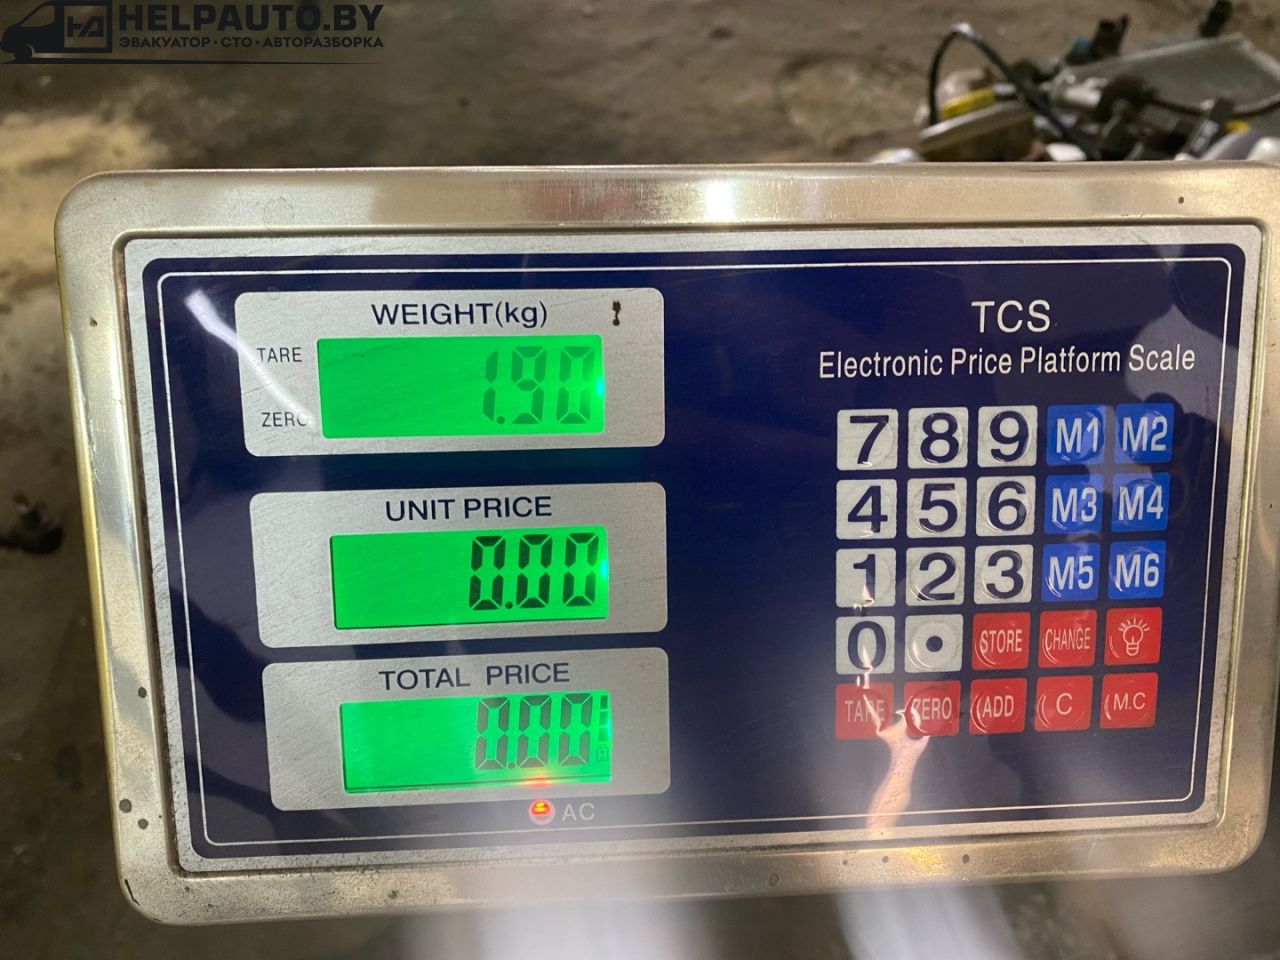 HELPAUTO.BY
ЭВАКУАТОР · СТО · АВТОРАЗБОРКА
WEIGHT(kg)
TARE
1.90
ZERO
UNIT PRICE
0.00
TOTAL PRICE
0.00
AC
TCS
Electronic Price Platform Scale
7 8 9 M1 M2
4 5 6 M3 M4
1 2 3 M5 M6
0 . STORE CHANGE
TARE ZERO ADD C M.C